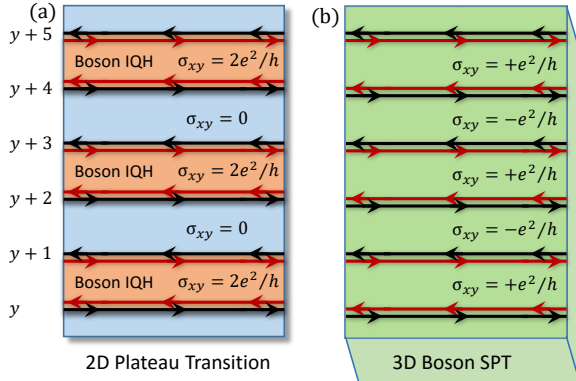 (a)
(b)
y + 5
Boson IQH σxy = 2e²/h
σxy = +e²/h
y + 4
σxy = 0
σxy = −e²/h
y + 3
Boson IQH σxy = 2e²/h
σxy = +e²/h
y + 2
σxy = 0
σxy = −e²/h
y + 1
Boson IQH σxy = 2e²/h
σxy = +e²/h
y
2D Plateau Transition
3D Boson SPT